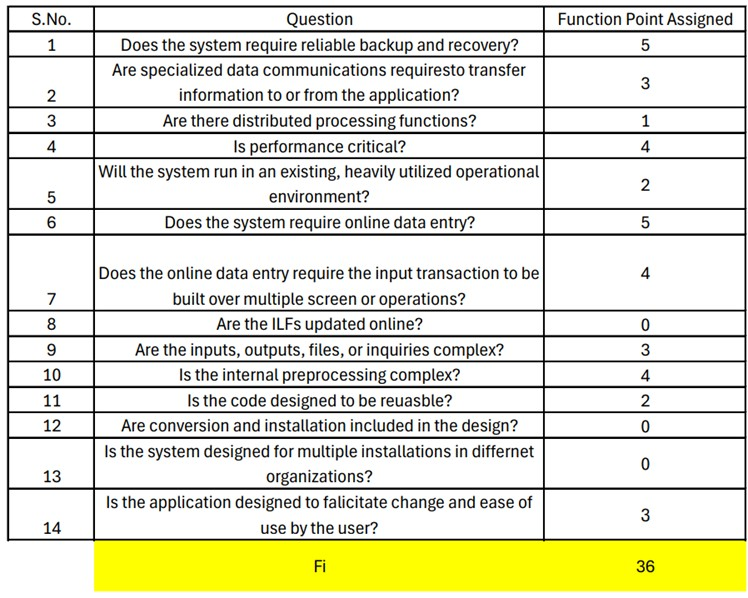 S.No. Question Function Point Assigned
1 Does the system require reliable backup and recovery? 5
Are specialized data communications requiresto transfer
2 information to or from the application? 3
3 Are there distributed processing functions? 1
4 Is performance critical? 4
Will the system run in an existing, heavily utilized operational
5 environment? 2
6 Does the system require online data entry? 5
Does the online data entry require the input transaction to be 4
7 built over multiple screen or operations?
8 Are the ILFs updated online? 0
9 Are the inputs, outputs, files, or inquiries complex? 3
10 Is the internal preprocessing complex? 4
11 Is the code designed to be reuasble? 2
12 Are conversion and installation included in the design? 0
Is the system designed for multiple installations in differnet
13 organizations? 0
Is the application designed to falicitate change and ease of
14 use by the user? 3
Fi 36